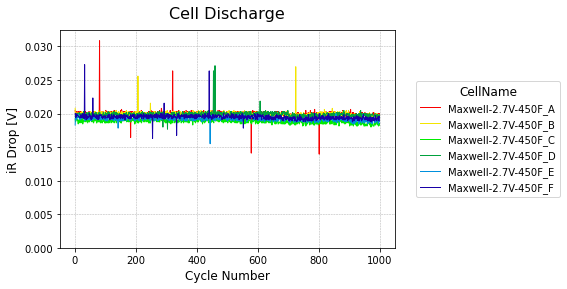 Cell Discharge
0.030
0.025
0.020
0.015
0.010
0.005
0.000
iR Drop [V]
0
200
400
600
800
1000
Cycle Number
CellName
Maxwell-2.7V-450F_A
Maxwell-2.7V-450F_B
Maxwell-2.7V-450F_C
Maxwell-2.7V-450F_D
Maxwell-2.7V-450F_E
Maxwell-2.7V-450F_F